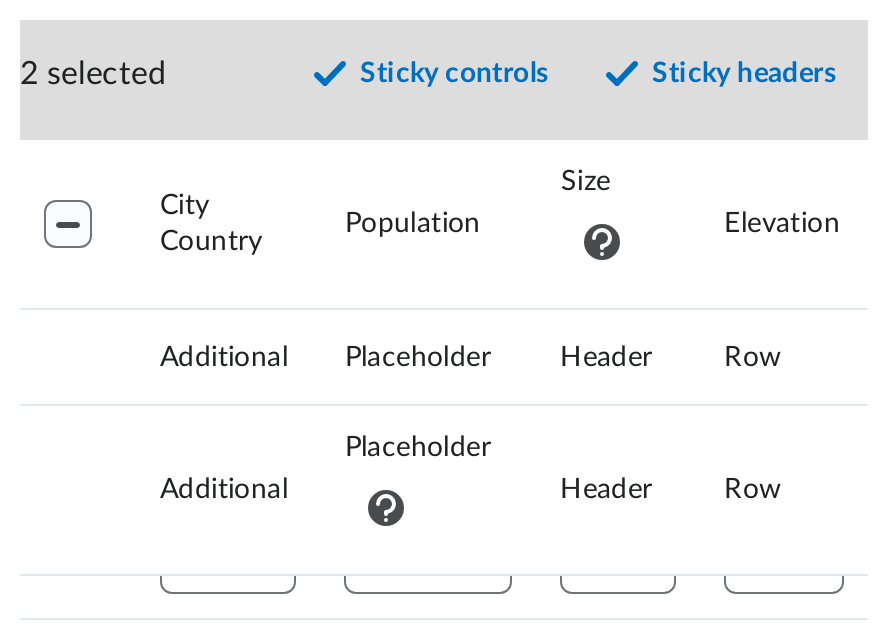 2 selected Sticky controls Sticky headers
City Country Population Size Elevation
Additional Placeholder Header Row
Additional Placeholder Header Row